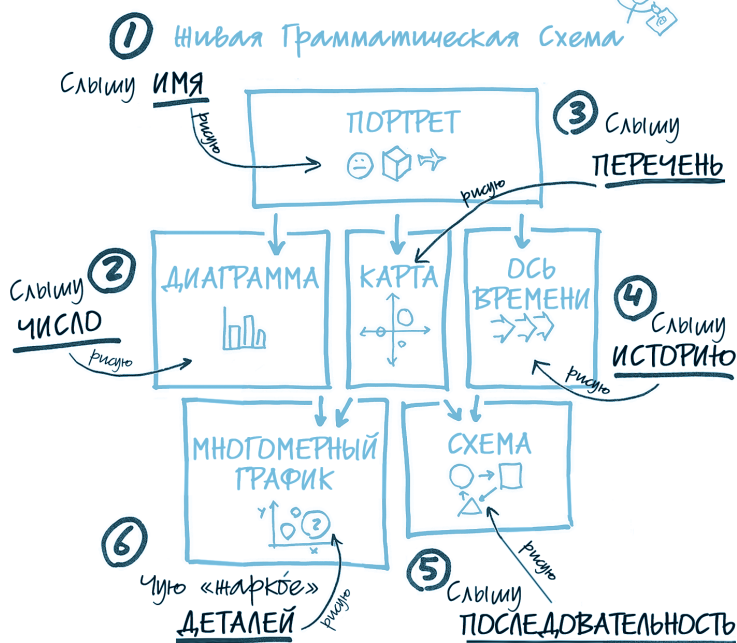 1 Живая Грамматическая Схема
Слышу ИМЯ
рисую
ПОРТРЕТ
3 Слышу
ПЕРЕЧЕНЬ
рисую
2
Слышу
ЧИСЛО
рисую
ДИАГРАММА
КАРТА
ОСЬ
ВРЕМЕНИ
4
Слышу
ИСТОРИЮ
рисую
МНОГОМЕРНЫЙ
ГРАФИК
Y
?
X
СХЕМА
6
Чую «жаркóе»
ДЕТАЛЕЙ
рисую
5
Слышу
ПОСЛЕДОВАТЕЛЬНОСТЬ
рисую